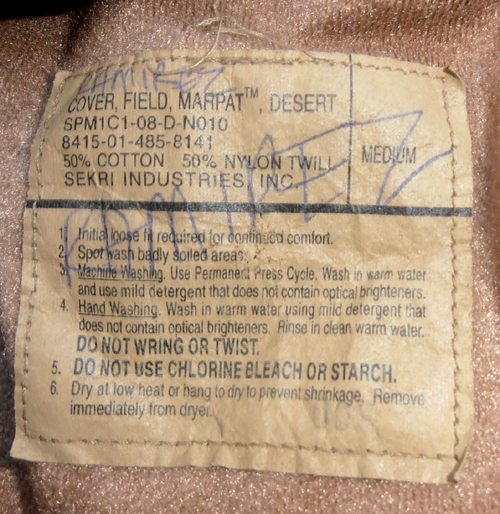 RAMIREZ
COVER, FIELD, MARPAT™, DESERT
SPM1C1-08-D-N010
8415-01-485-8141
50% COTTON 50% NYLON TWILL
SEKRI INDUSTRIES, INC.
MEDIUM
RAMIREZ
1. Initial loose fit required for continued comfort.
2. Spot wash badly soiled areas.
3. Machine Washing. Use Permanent Press Cycle. Wash in warm water
and use mild detergent that does not contain optical brighteners.
4. Hand Washing. Wash in warm water using mild detergent that
does not contain optical brighteners. Rinse in clean warm water.
DO NOT WRING OR TWIST.
5. DO NOT USE CHLORINE BLEACH OR STARCH.
6. Dry at low heat or hang to dry to prevent shrinkage. Remove
immediately from dryer.